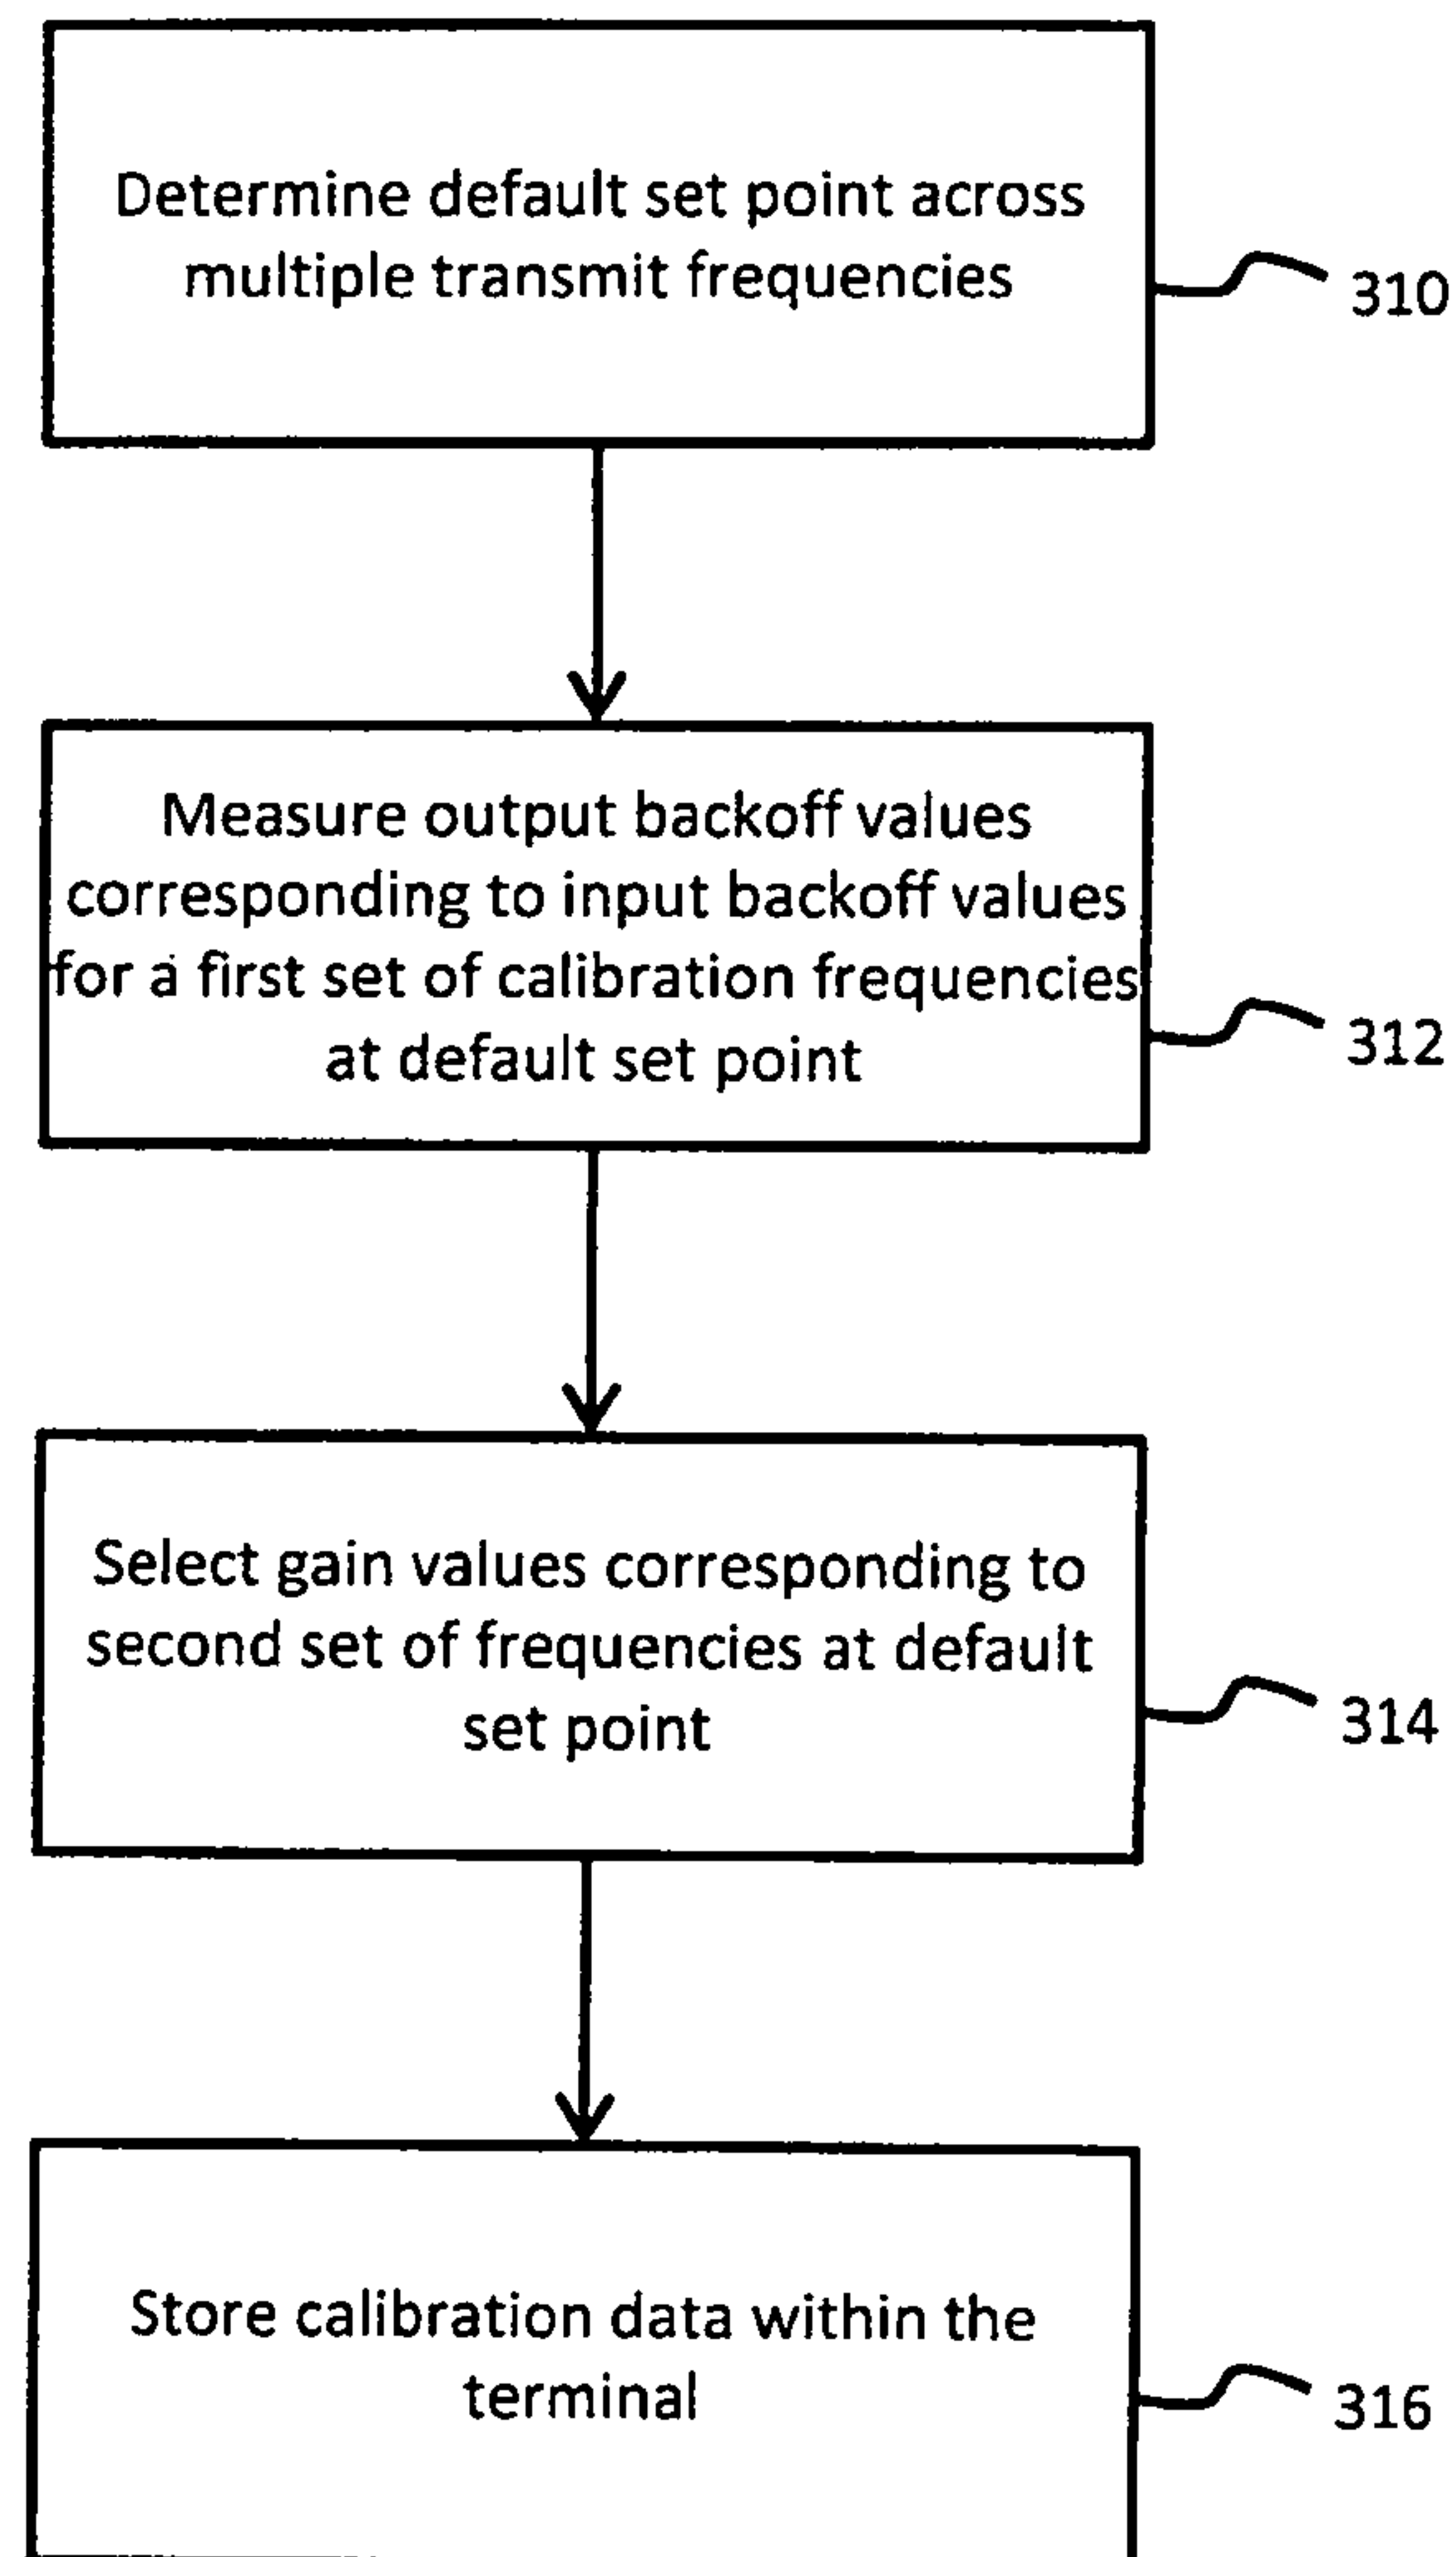 Determine default set point across
multiple transmit frequencies
310
Measure output backoff values
corresponding to input backoff values
for a first set of calibration frequencies
at default set point
312
Select gain values corresponding to
second set of frequencies at default
set point
314
Store calibration data within the
terminal
316